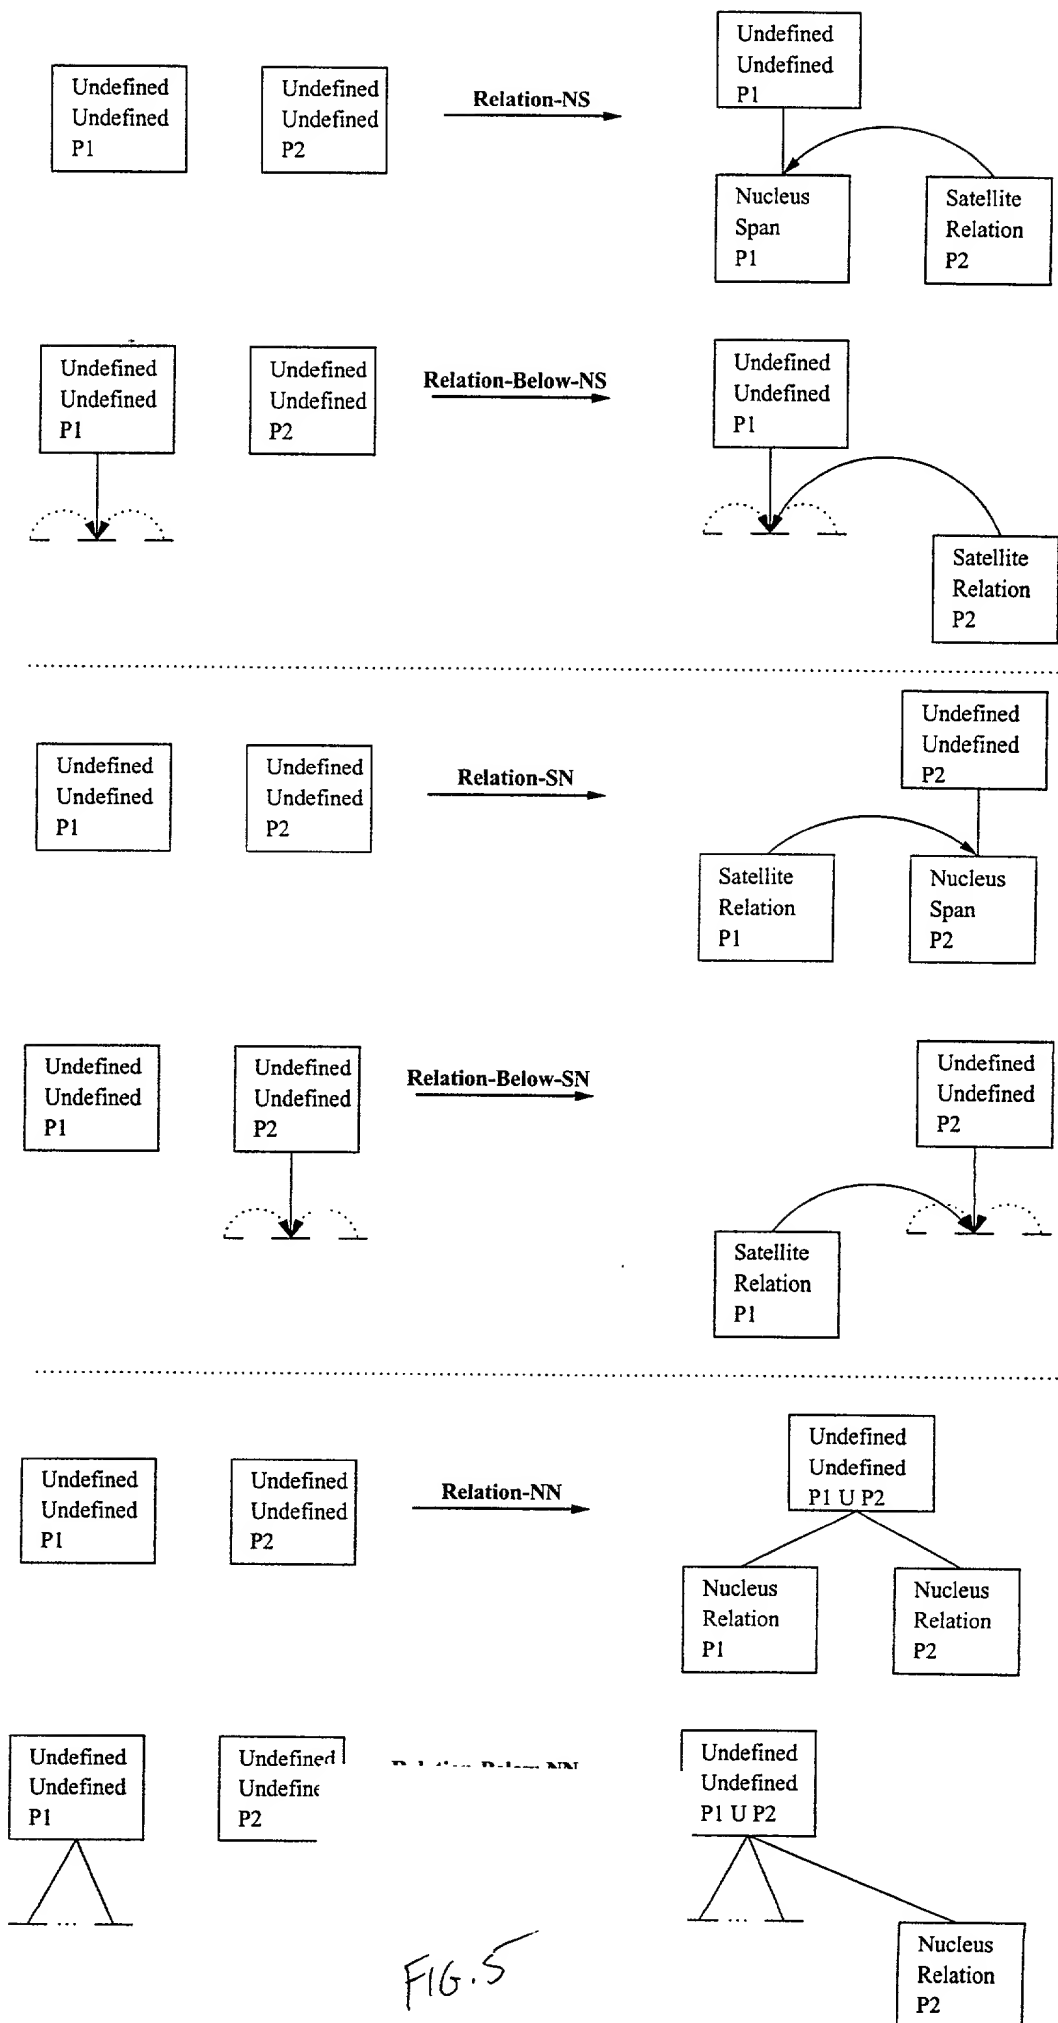 Undefined
Undefined
P1
Undefined
Undefined
P2
Relation-NS
Undefined
Undefined
P1
Nucleus
Span
P1
Satellite
Relation
P2
Undefined
Undefined
P1
Undefined
Undefined
P2
Relation-Below-NS
Undefined
Undefined
P1
Satellite
Relation
P2
Undefined
Undefined
P1
Undefined
Undefined
P2
Relation-SN
Undefined
Undefined
P2
Satellite
Relation
P1
Nucleus
Span
P2
Undefined
Undefined
P1
Undefined
Undefined
P2
Relation-Below-SN
Undefined
Undefined
P2
Satellite
Relation
P1
Undefined
Undefined
P1
Undefined
Undefined
P2
Relation-NN
Undefined
Undefined
P1 U P2
Nucleus
Relation
P1
Nucleus
Relation
P2
Undefined
Undefined
P1
Undefined
Undefine
P2
Undefined
Undefined
P1 U P2
Nucleus
Relation
P2
FIG.5